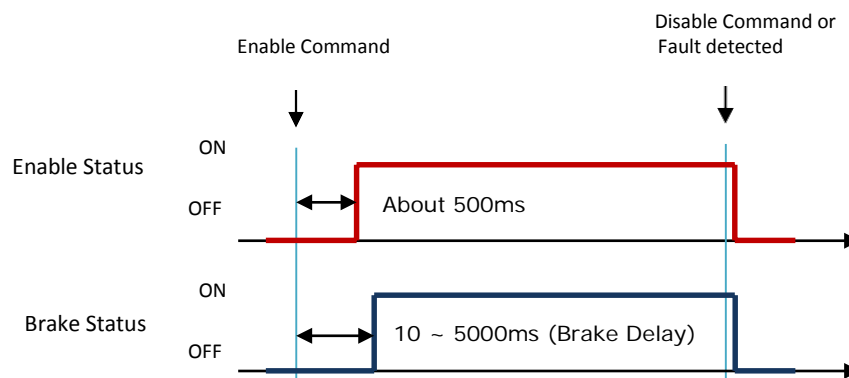 Enable Command
Disable Command or
Fault detected
Enable Status
ON
OFF
About 500ms
Brake Status
ON
OFF
10 ~ 5000ms (Brake Delay)